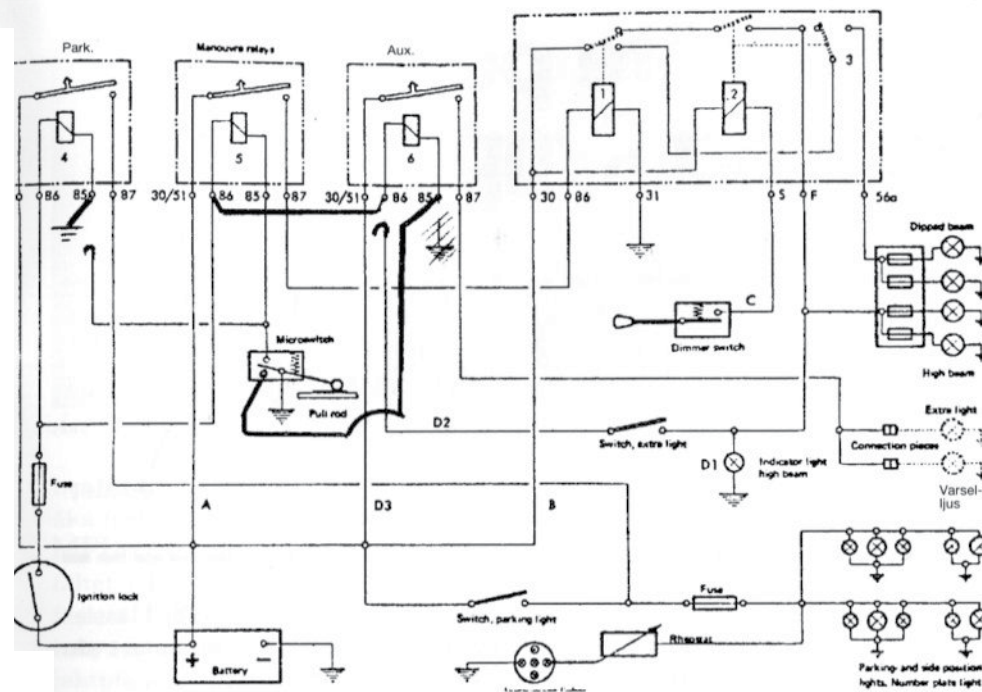 Park.
Manouvre relays
Aux.
1
2
3
4
5
6
86
85
87
30/51
86
85
87
30/51
86
85
87
30
86
31
S
F
56a
Dipped beam
High beam
C
Dimmer switch
Microswitch
Pull rod
D2
Switch, extra light
D1
Indicator light
high beam
Extra light
Connection pieces
Varsel-
ljus
Fuse
A
D3
B
Ignition lock
Fuse
Switch, parking light
Rheostat
+
−
Battery
Instrument lights
Parking- and side position
lights. Number plate light